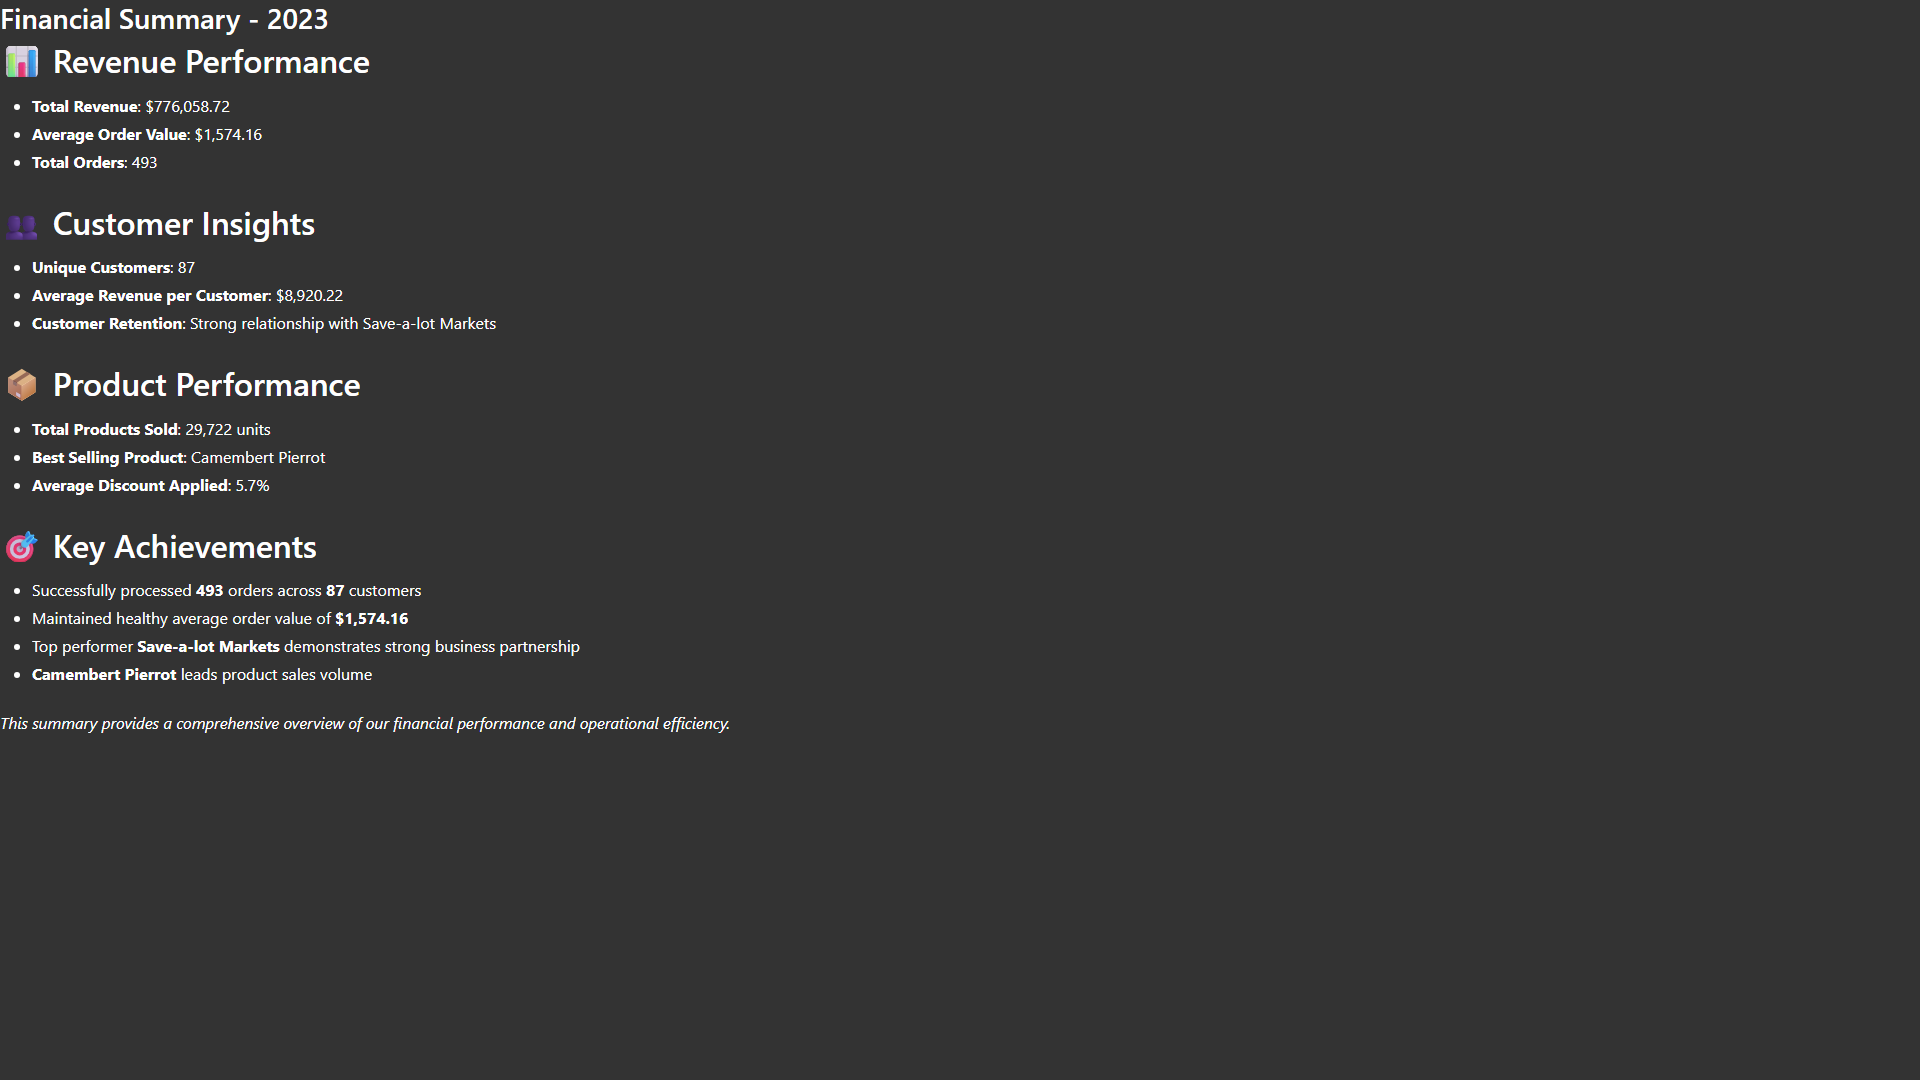 Financial Summary - 2023
Revenue Performance
Total Revenue: $776,058.72
Average Order Value: $1,574.16
Total Orders: 493
Customer Insights
Unique Customers: 87
Average Revenue per Customer: $8,920.22
Customer Retention: Strong relationship with Save-a-lot Markets
Product Performance
Total Products Sold: 29,722 units
Best Selling Product: Camembert Pierrot
Average Discount Applied: 5.7%
Key Achievements
Successfully processed 493 orders across 87 customers
Maintained healthy average order value of $1,574.16
Top performer Save-a-lot Markets demonstrates strong business partnership
Camembert Pierrot leads product sales volume
This summary provides a comprehensive overview of our financial performance and operational efficiency.